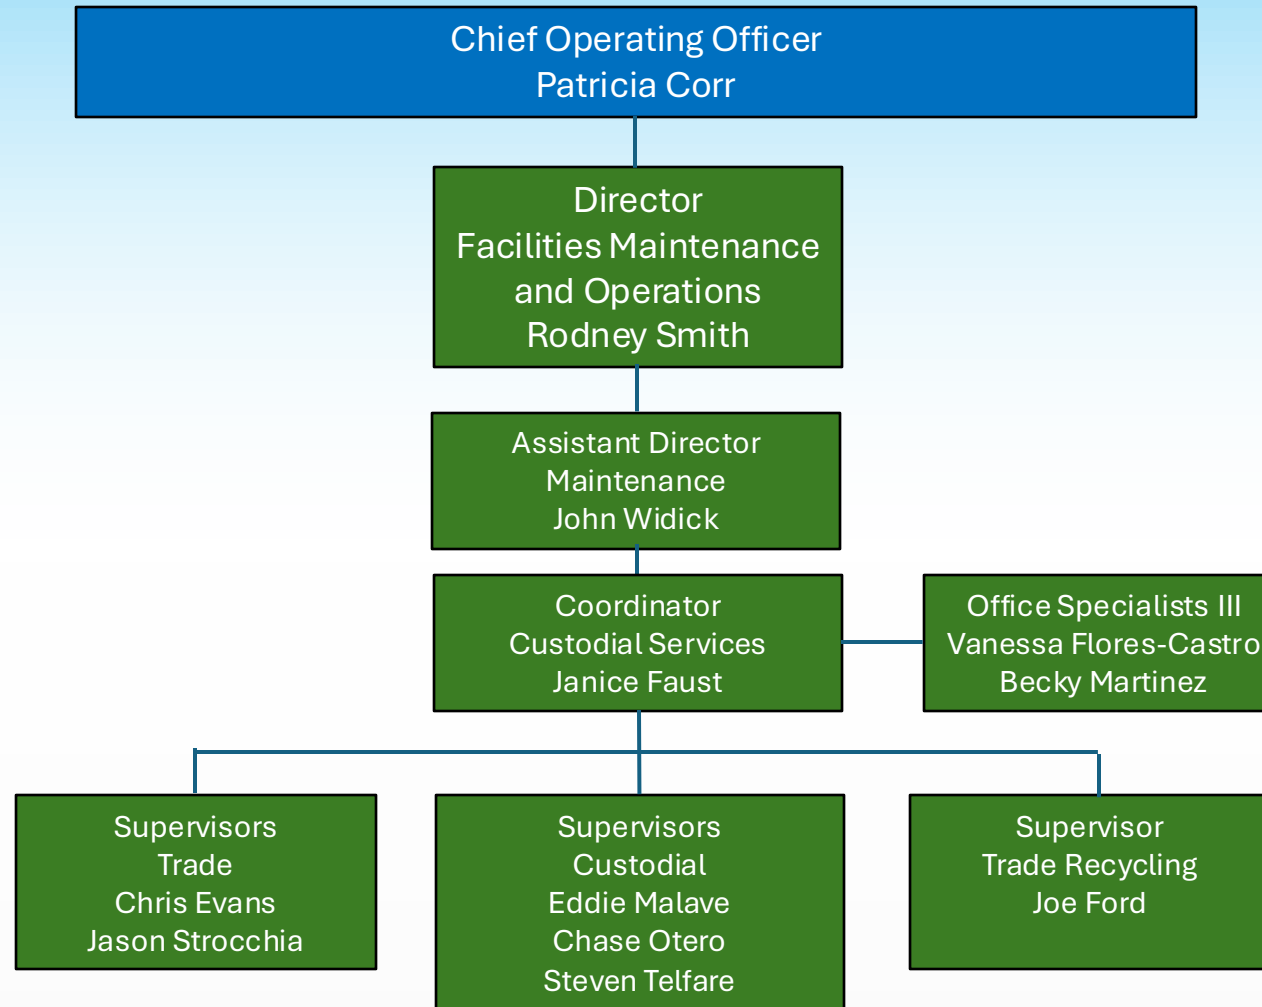 Chief Operating Officer
Patricia Corr
Director
Facilities Maintenance
and Operations
Rodney Smith
Assistant Director
Maintenance
John Widick
Coordinator
Custodial Services
Janice Faust
Office Specialists III
Vanessa Flores-Castro
Becky Martinez
Supervisors
Trade
Chris Evans
Jason Strocchia
Supervisors
Custodial
Eddie Malave
Chase Otero
Steven Telfare
Supervisor
Trade Recycling
Joe Ford